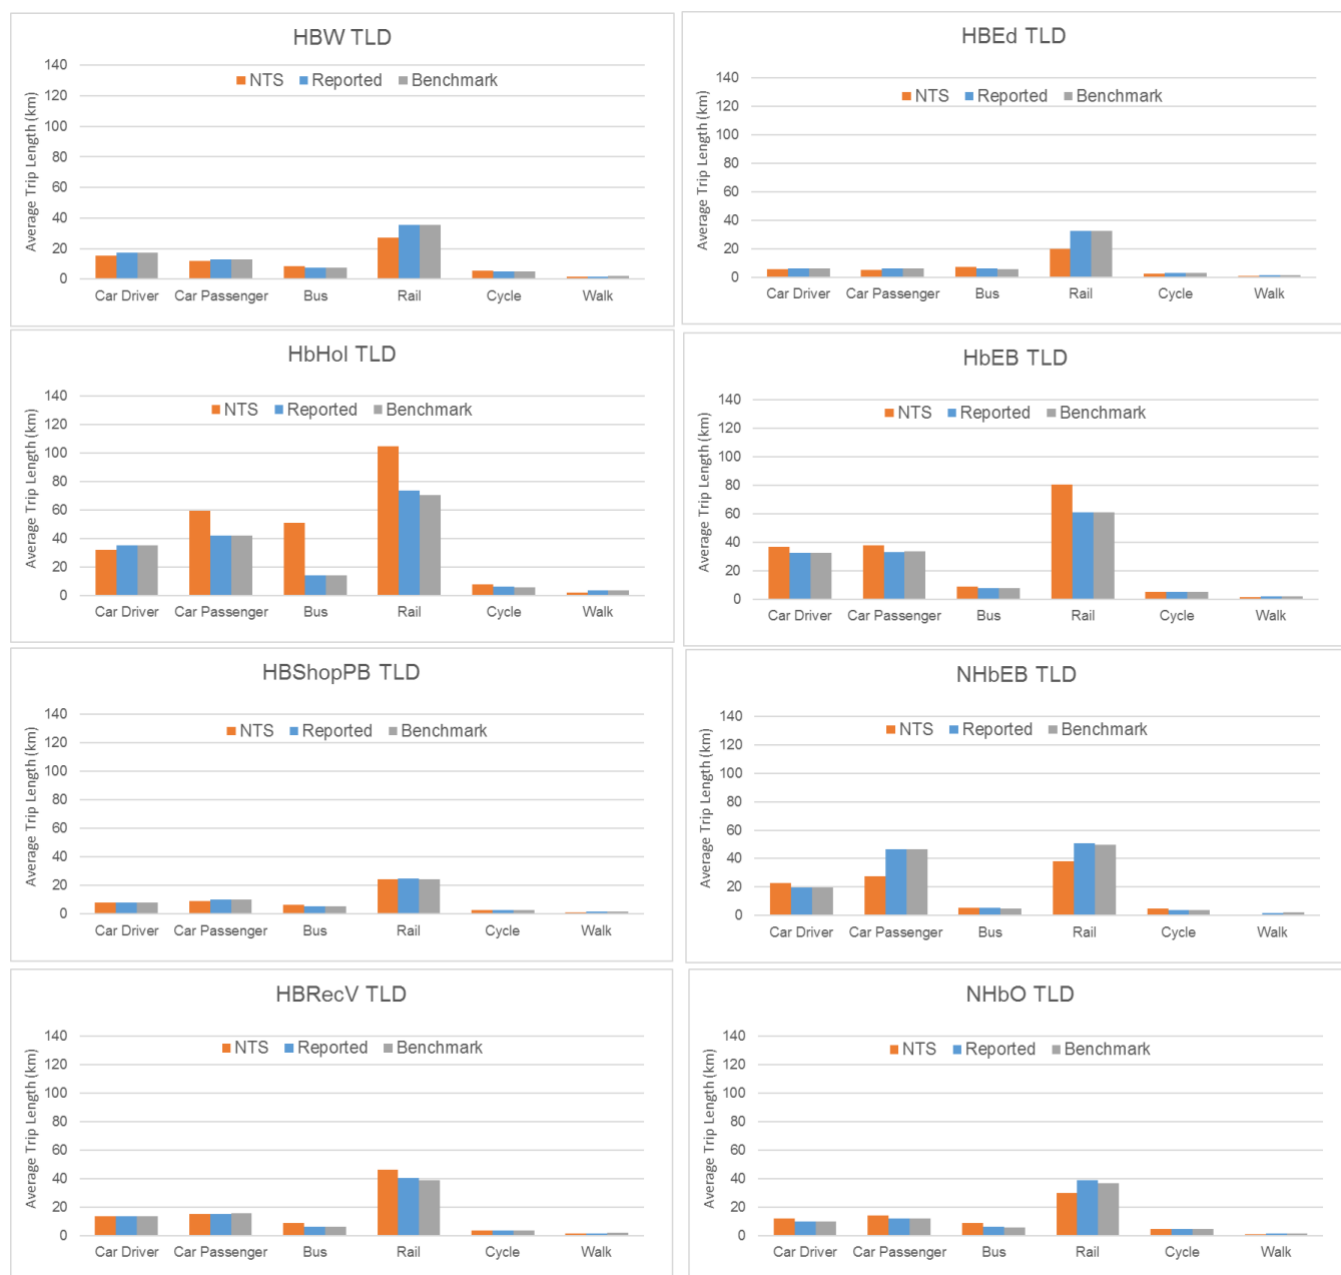 HBW TLD
NTS Reported Benchmark
Average Trip Length (km)
140
120
100
80
60
40
20
0
Car Driver Car Passenger Bus Rail Cycle Walk
HBEd TLD
NTS Reported Benchmark
Average Trip Length (km)
140
120
100
80
60
40
20
0
Car Driver Car Passenger Bus Rail Cycle Walk
HbHol TLD
NTS Reported Benchmark
Average Trip Length (km)
140
120
100
80
60
40
20
0
Car Driver Car Passenger Bus Rail Cycle Walk
HbEB TLD
NTS Reported Benchmark
Average Trip Length (km)
140
120
100
80
60
40
20
0
Car Driver Car Passenger Bus Rail Cycle Walk
HBShopPB TLD
NTS Reported Benchmark
Average Trip Length (km)
140
120
100
80
60
40
20
0
Car Driver Car Passenger Bus Rail Cycle Walk
NHbEB TLD
NTS Reported Benchmark
Average Trip Length (km)
140
120
100
80
60
40
20
0
Car Driver Car Passenger Bus Rail Cycle Walk
HBRecV TLD
NTS Reported Benchmark
Average Trip Length (km)
140
120
100
80
60
40
20
0
Car Driver Car Passenger Bus Rail Cycle Walk
NHbO TLD
NTS Reported Benchmark
Average Trip Length (km)
140
120
100
80
60
40
20
0
Car Driver Car Passenger Bus Rail Cycle Walk